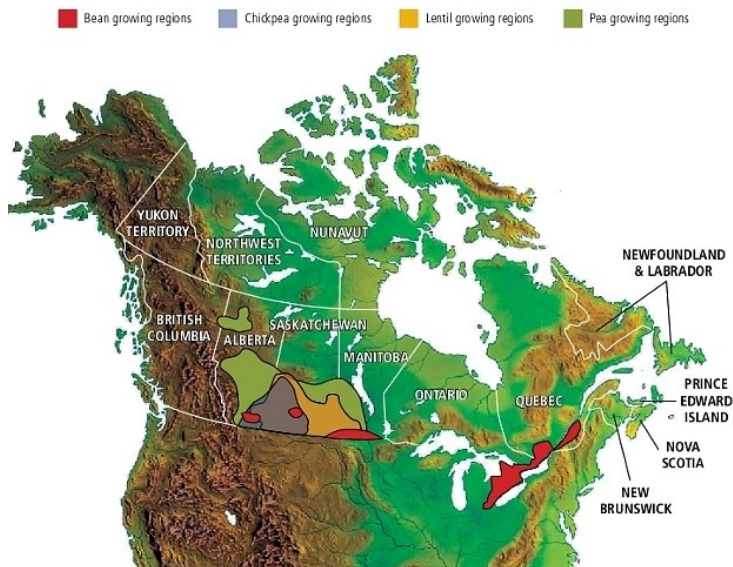 Bean growing regions
Chickpea growing regions
Lentil growing regions
Pea growing regions
YUKON
TERRITORY
NORTHWEST
TERRITORIES
NUNAVUT
NEWFOUNDLAND
& LABRADOR
BRITISH
COLUMBIA
ALBERTA
SASKATCHEWAN
MANITOBA
ONTARIO
QUEBEC
PRINCE
EDWARD
ISLAND
NOVA
SCOTIA
NEW
BRUNSWICK